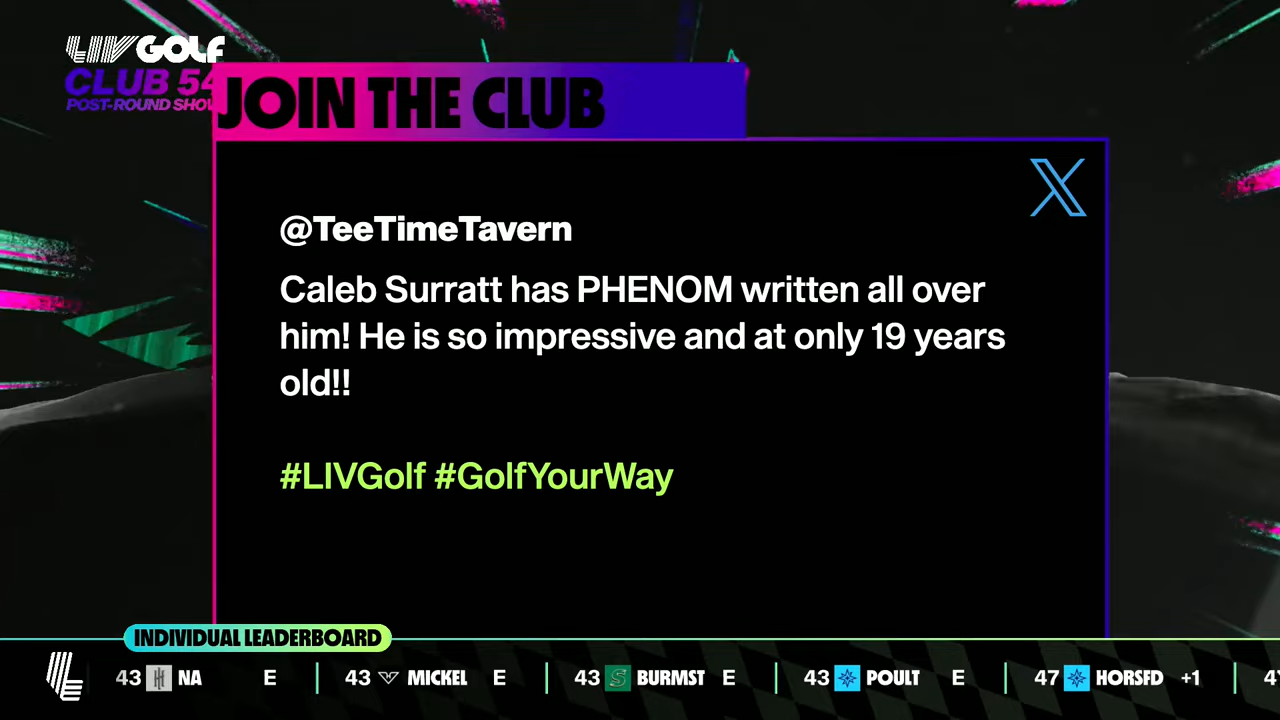 LIV GOLF
CLUB 54
POST-ROUND SHOW
JOIN THE CLUB
@TeeTimeTavern
Caleb Surratt has PHENOM written all over
him! He is so impressive and at only 19 years
old!!
#LIVGolf #GolfYourWay
INDIVIDUAL LEADERBOARD
43 NA E 43 MICKEL E 43 BURMST E 43 POULT E 47 HORSFD +1